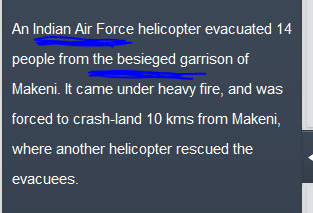 An Indian Air Force helicopter evacuated 14
people from the besieged garrison of
Makeni. It came under heavy fire, and was
forced to crash-land 10 kms from Makeni,
where another helicopter rescued the
evacuees.